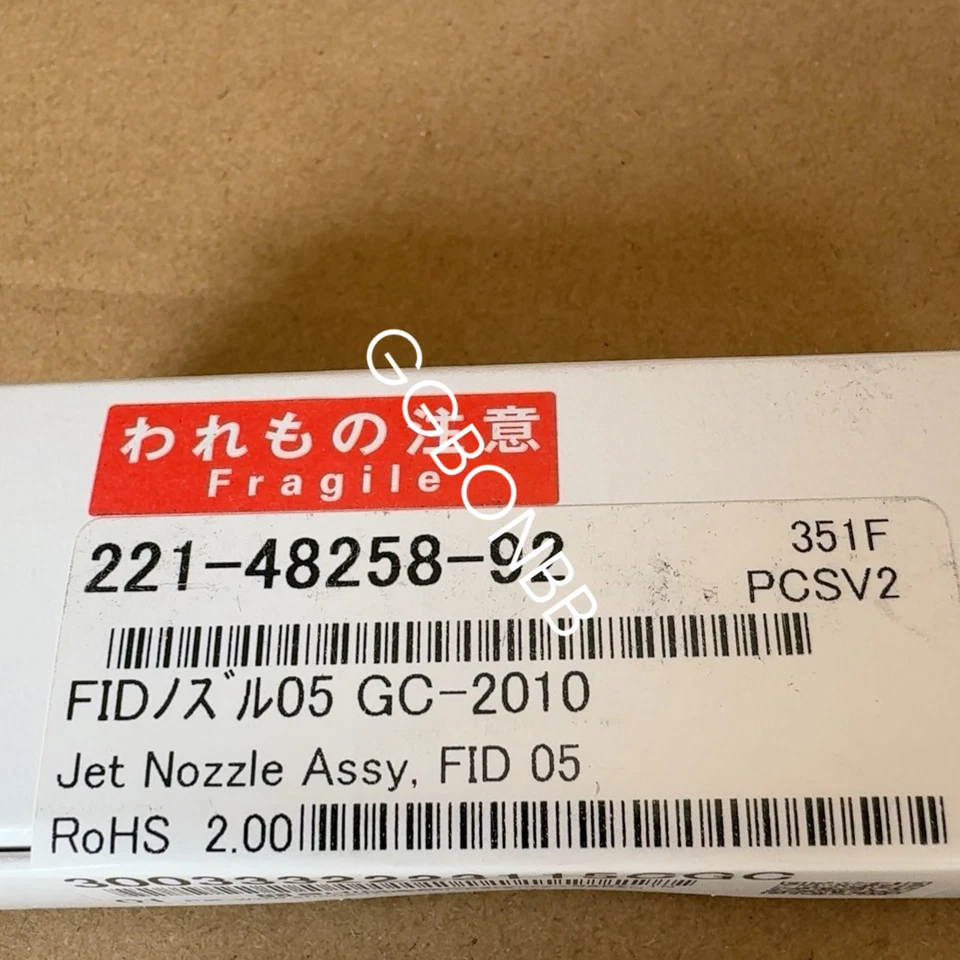 われもの注意
Fragile
221-48258-92
351F
PCSV2
FIDノズル05 GC-2010
Jet Nozzle Assy, FID 05
RoHS 2.00
GGBONBB